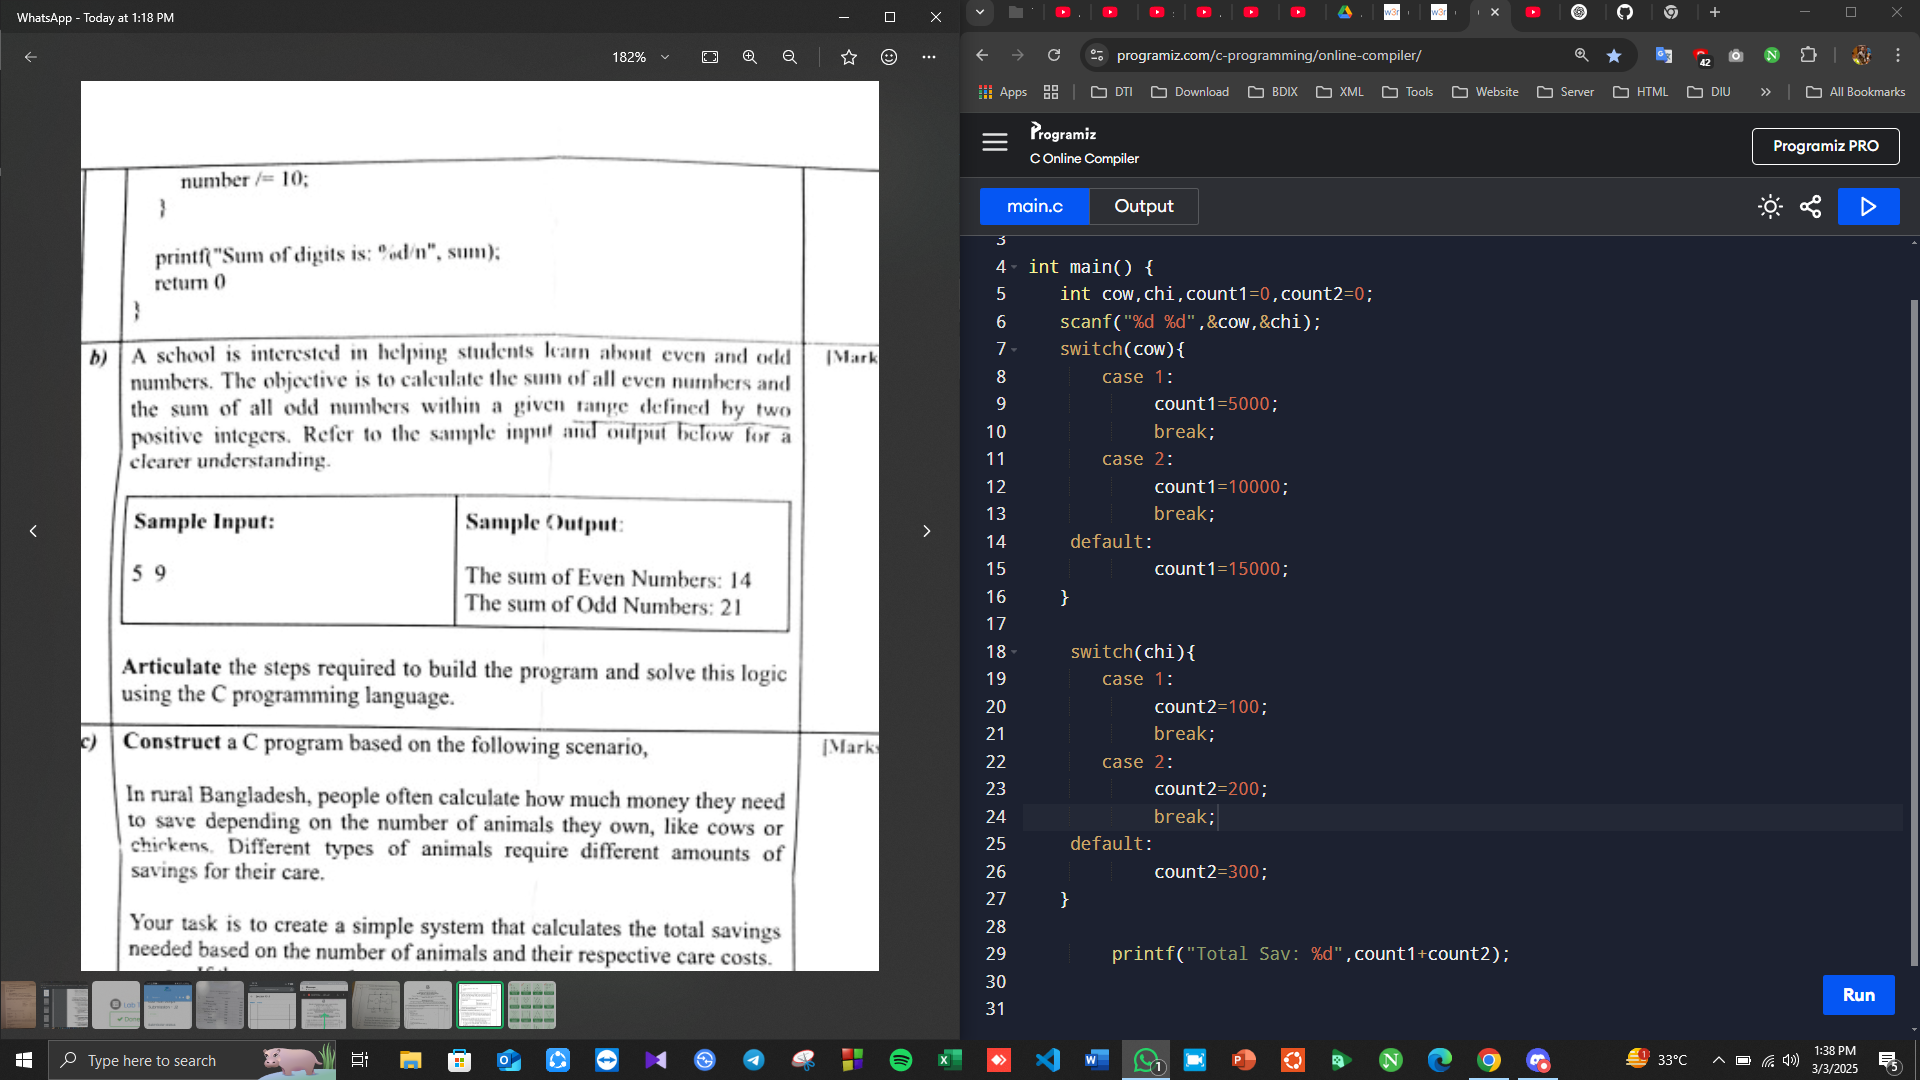 WhatsApp - Today at 1:18 PM
182%
number /= 10;
}
printf("Sum of digits is: %d/n", sum);
return 0
}
b) A school is interested in helping students learn about even and odd [Mark
numbers. The objective is to calculate the sum of all even numbers and
the sum of all odd numbers within a given range defined by two
positive integers. Refer to the sample input and output below for a
clearer understanding.
Sample Input:
5 9
Sample Output:
The sum of Even Numbers: 14
The sum of Odd Numbers: 21
Articulate the steps required to build the program and solve this logic
using the C programming language.
c) Construct a C program based on the following scenario, [Marks
In rural Bangladesh, people often calculate how much money they need
to save depending on the number of animals they own, like cows or
chickens. Different types of animals require different amounts of
savings for their care.
Your task is to create a simple system that calculates the total savings
needed based on the number of animals and their respective care costs.
programiz.com/c-programming/online-compiler/
42
Apps
DTI
Download
BDIX
XML
Tools
Website
Server
HTML
DIU
All Bookmarks
Programiz
C Online Compiler
Programiz PRO
main.c
Output
3
4 int main() {
5 int cow,chi,count1=0,count2=0;
6 scanf("%d %d",&cow,&chi);
7 switch(cow){
8 case 1:
9 count1=5000;
10 break;
11 case 2:
12 count1=10000;
13 break;
14 default:
15 count1=15000;
16 }
17
18 switch(chi){
19 case 1:
20 count2=100;
21 break;
22 case 2:
23 count2=200;
24 break;
25 default:
26 count2=300;
27 }
28
29 printf("Total Sav: %d",count1+count2);
30
31
Run
Type here to search
33°C
1:38 PM
3/3/2025
5